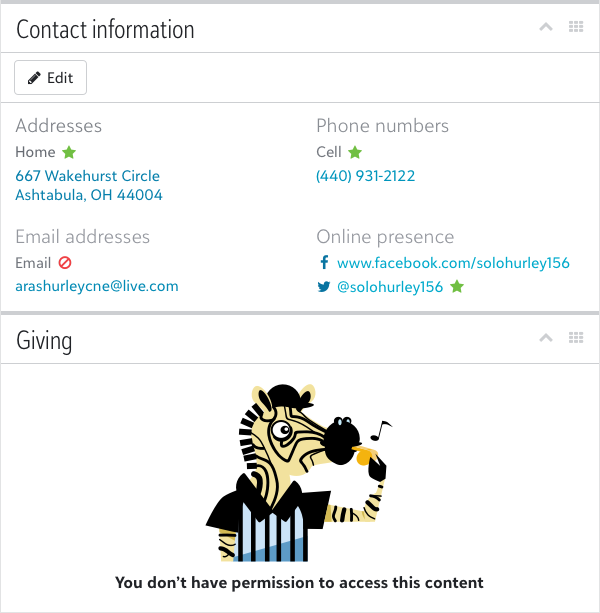 Contact information
Edit
Addresses
Home
667 Wakehurst Circle
Ashtabula, OH 44004
Phone numbers
Cell
(440) 931-2122
Email addresses
Email
arashurleycne@live.com
Online presence
www.facebook.com/solohurley156
@solohurley156
Giving
You don’t have permission to access this content